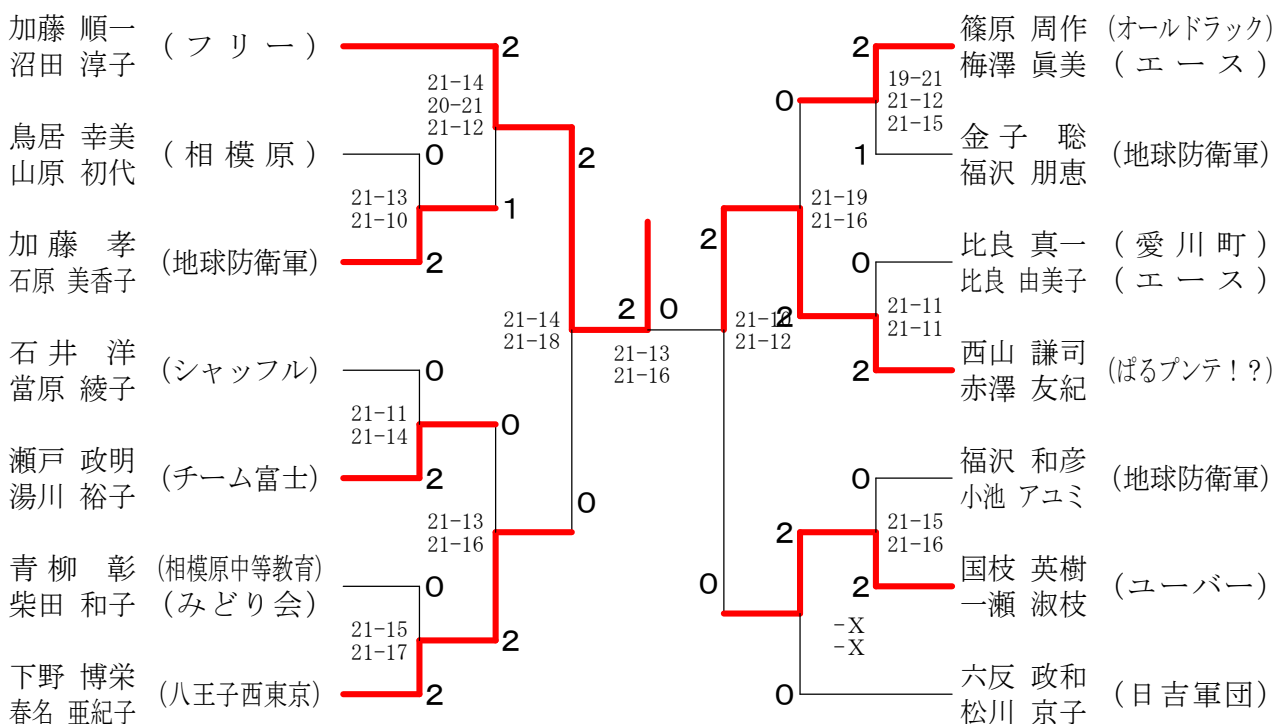 加藤 順一
沼田 淳子
(フリー)
2
21-14
20-21
21-12
鳥居 幸美
山原 初代
(相模原)
0
21-13
21-10
1
加藤 孝
石原 美香子
(地球防衛軍)
2
2
21-14
21-18
石井 洋
當原 綾子
(シャッフル)
0
21-11
21-14
0
瀬戸 政明
湯川 裕子
(チーム富士)
2
21-13
21-16
0
青柳 彰
柴田 和子
(相模原中等教育)
(みどり会)
0
21-15
21-17
2
下野 博栄
春名 亜紀子
(八王子西東京)
2
2 0
21-13
21-16
篠原 周作
梅澤 眞美
(オールドラック)
(エース)
2
19-21
21-12
21-15
0
金子 聡
福沢 朋恵
(地球防衛軍)
1
21-19
21-16
2
比良 真一
比良 由美子
(愛川町)
(エース)
0
21-11
21-11
2
21-10
21-12
西山 謙司
赤澤 友紀
(ぱるプンテ!?)
2
福沢 和彦
小池 アユミ
(地球防衛軍)
0
21-15
21-16
2
国枝 英樹
一瀬 淑枝
(ユーバー)
2
0
-X
-X
六反 政和
松川 京子
(日吉軍団)
0